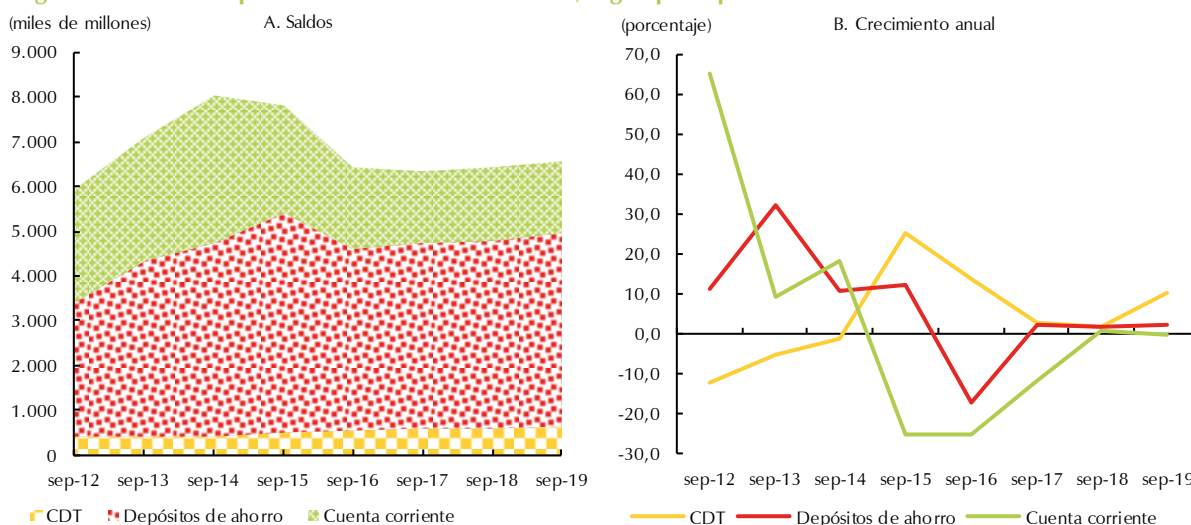 (miles de millones)
A. Saldos
9.000
8.000
7.000
6.000
5.000
4.000
3.000
2.000
1.000
0
sep-12 sep-13 sep-14 sep-15 sep-16 sep-17 sep-18 sep-19
CDT Depósitos de ahorro Cuenta corriente
(porcentaje)
B. Crecimiento anual
70,0
60,0
50,0
40,0
30,0
20,0
10,0
0,0
-10,0
-20,0
-30,0
sep-12 sep-13 sep-14 sep-15 sep-16 sep-17 sep-18 sep-19
CDT Depósitos de ahorro Cuenta corriente